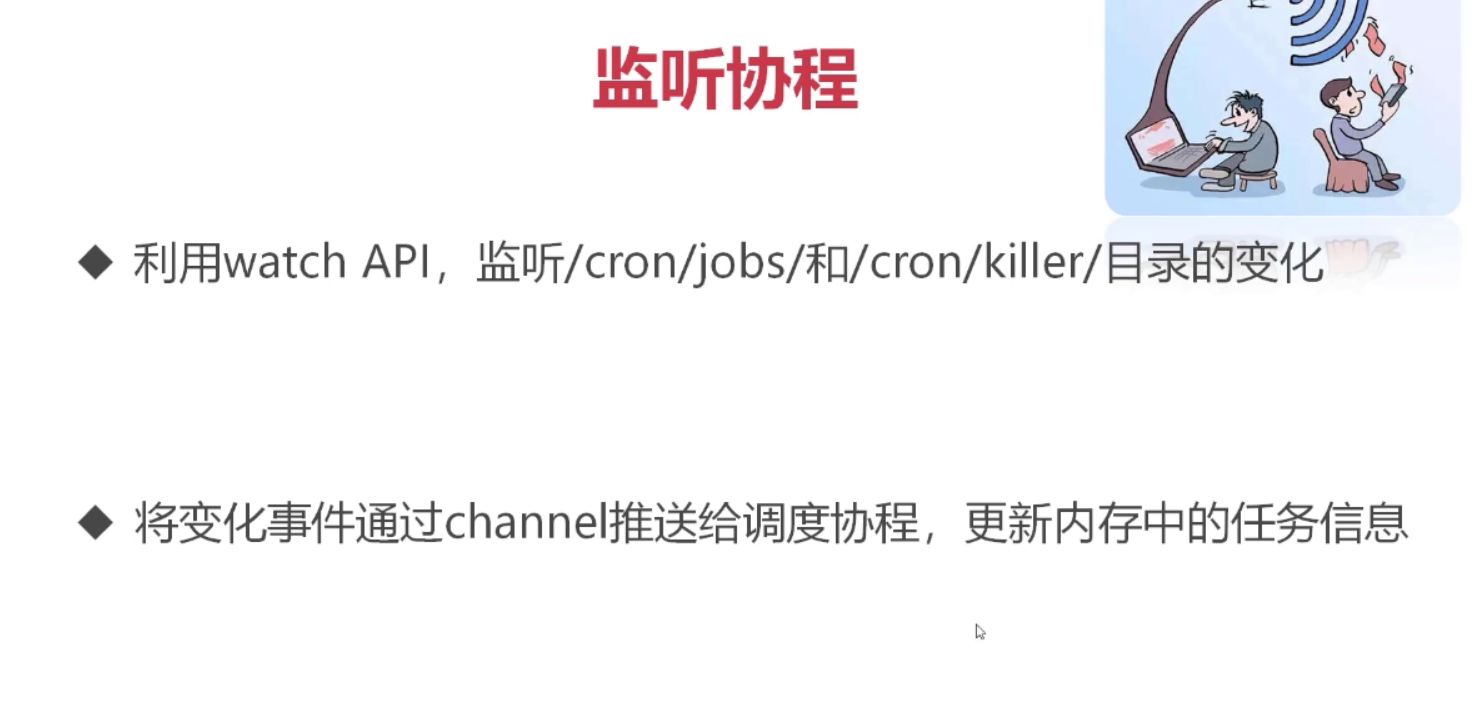 监听协程
利用watch API，监听/cron/jobs/和/cron/killer/目录的变化
将变化事件通过channel推送给调度协程，更新内存中的任务信息